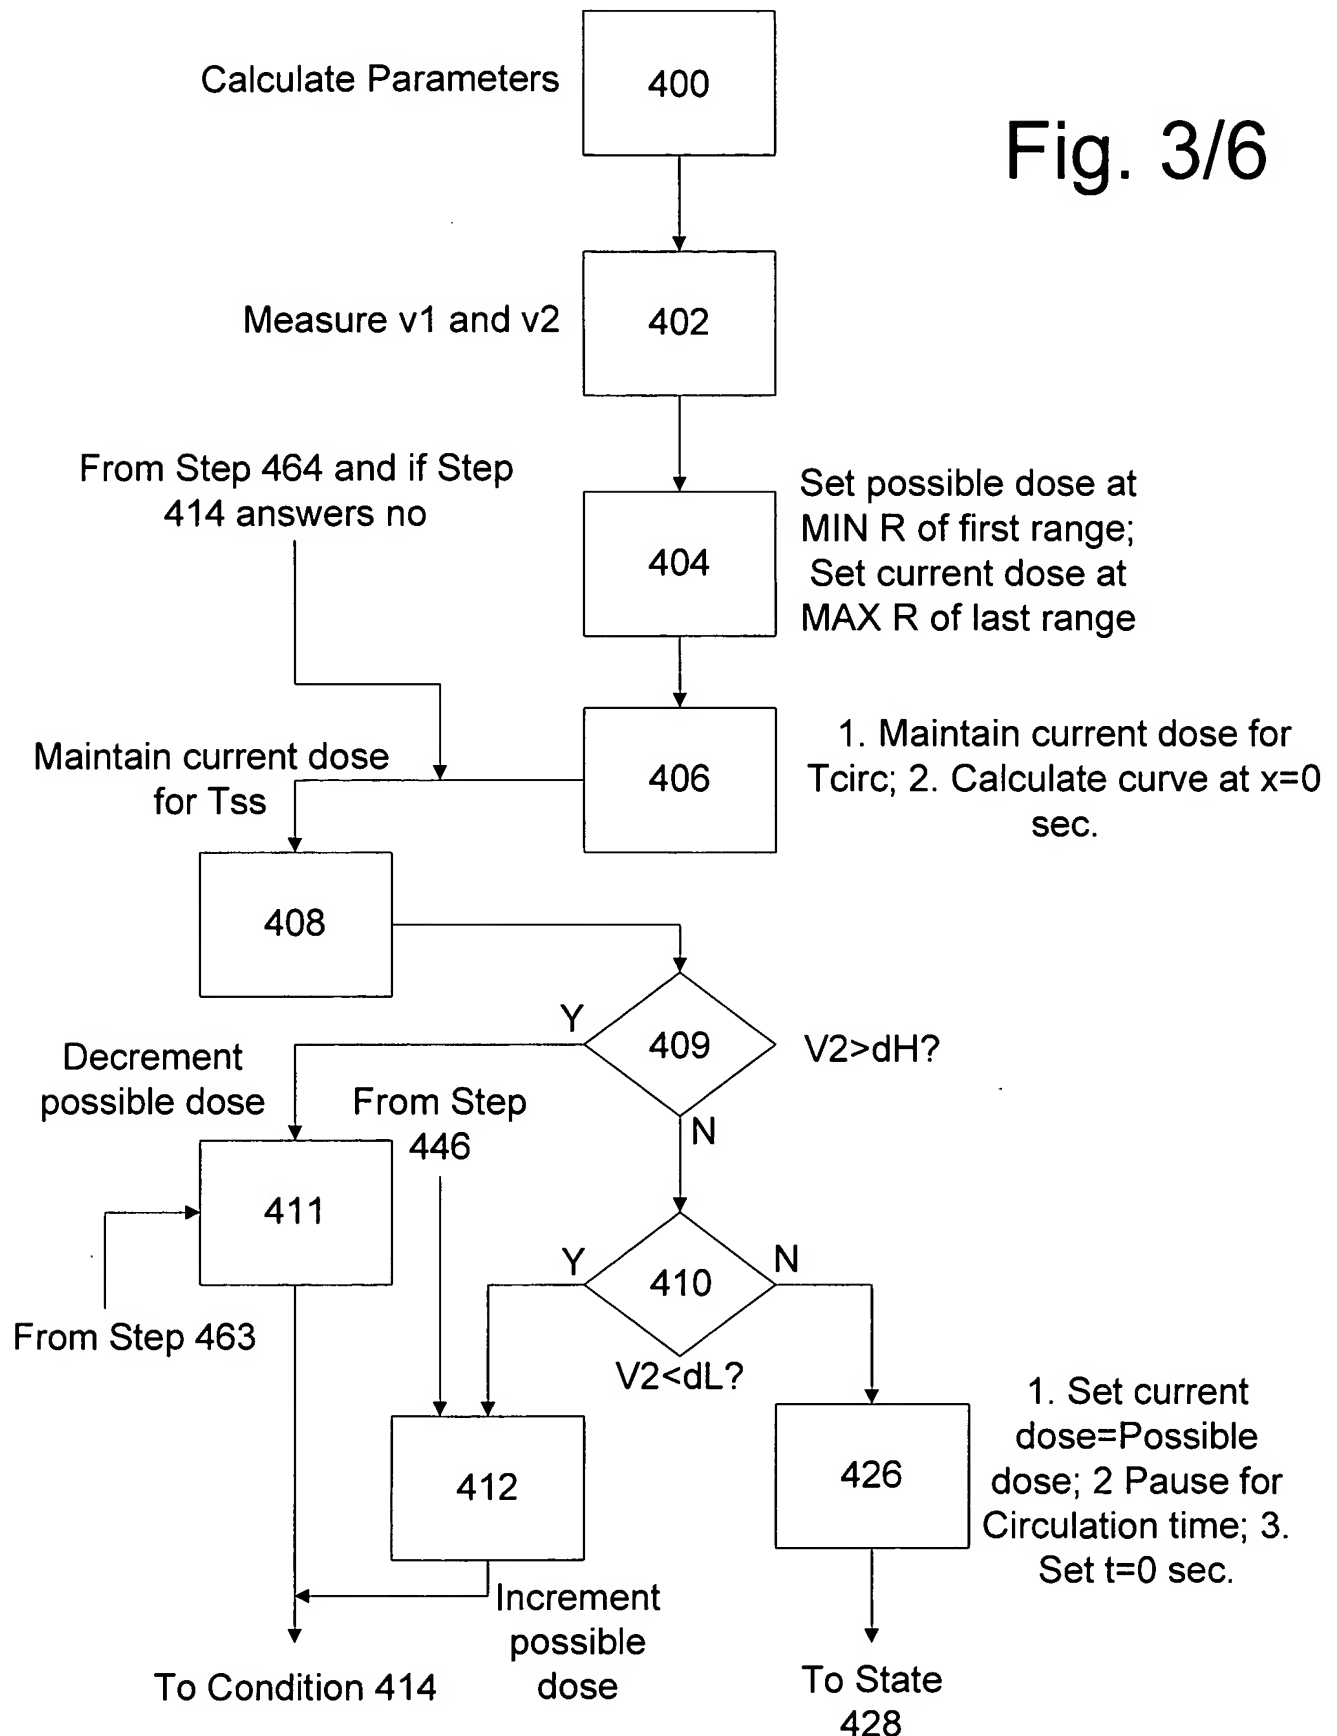 Calculate Parameters
400
Fig. 3/6
Measure v1 and v2
402
From Step 464 and if Step
414 answers no
404
Set possible dose at
MIN R of first range;
Set current dose at
MAX R of last range
Maintain current dose
for Tss
406
1. Maintain current dose for
Tcirc; 2. Calculate curve at x=0
sec.
408
Y
409
V2>dH?
N
Decrement
possible dose
From Step
446
411
From Step 463
Y
410
N
V2<dL?
412
Increment
possible
dose
426
1. Set current
dose=Possible
dose; 2 Pause for
Circulation time; 3.
Set t=0 sec.
To Condition 414
To State
428